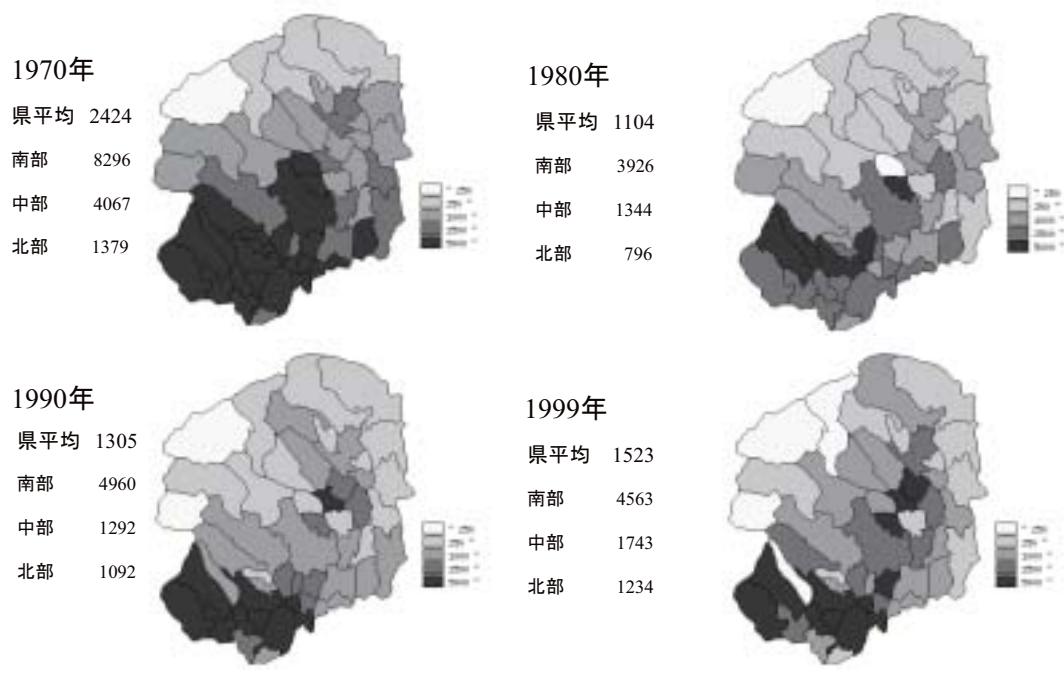 1970年
県平均 2424
南部 8296
中部 4067
北部 1379
1980年
県平均 1104
南部 3926
中部 1344
北部 796
1990年
県平均 1305
南部 4960
中部 1292
北部 1092
1999年
県平均 1523
南部 4563
中部 1743
北部 1234